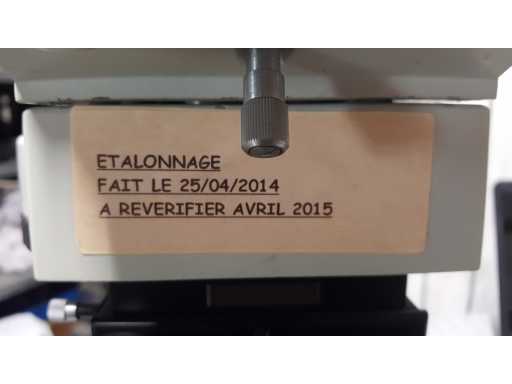 ETALONNAGE
FAIT LE 25/04/2014
A REVERIFIER AVRIL 2015